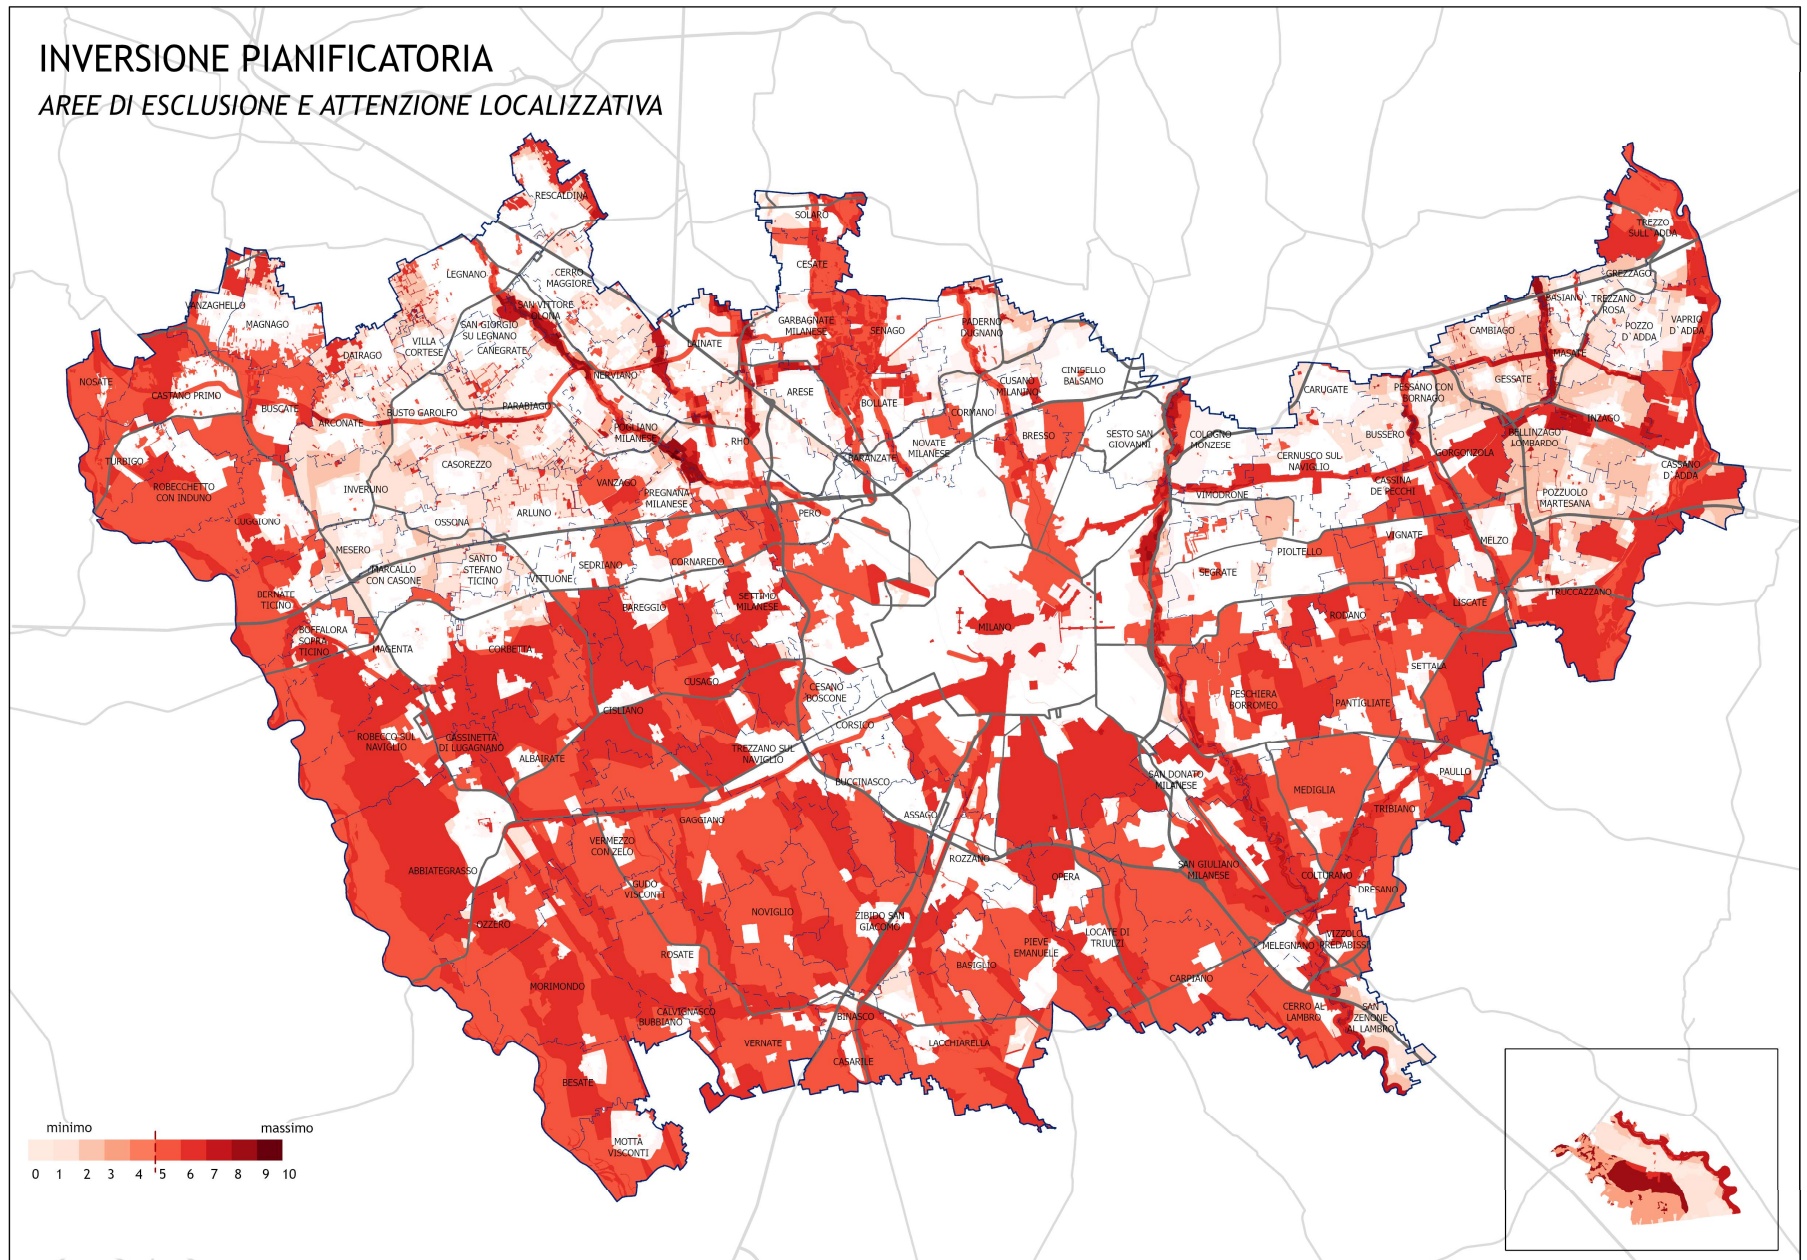 INVERSIONE PIANIFICATORIA
AREE DI ESCLUSIONE E ATTENZIONE LOCALIZZATIVA
RESCALDINA
SOLARO
TREZZO
SULL'ADDA
CESATE
LEGNANO
CERRO
MAGGIORE
GREZZAGO
VANZAGHELLO
MAGNAGO
SAN VITTORE
OLONA
BASIANO
TREZZANO
ROSA
SAN GIORGIO
SU LEGNANO
GARBAGNATE
MILANESE
SENAGO
PADERNO
DUGNANO
CAMBIAGO
POZZO
D'ADDA
VAPRIO
D'ADDA
VILLA
CORTESE
CANEGRATE
LAINATE
DAIRAGO
MASATE
NOSATE
CASTANO PRIMO
NERVIANO
ARESE
CUSANO
MILANINO
CINISELLO
BALSAMO
CARUGATE
PESSANO CON
BORNAGO
GESSATE
BUSCATE
ARCONATE
BUSTO GAROLFO
PARABIAGO
BOLLATE
CORMANO
INZAGO
POGLIANO
MILANESE
RHO
NOVATE
MILANESE
BRESSO
SESTO SAN
GIOVANNI
COLOGNO
MONZESE
BUSSERO
BELLINZAGO
LOMBARDO
TURBIGO
CASOREZZO
BARANZATE
CERNUSCO SUL
NAVIGLIO
GORGONZOLA
CASSANO
D'ADDA
ROBECCHETTO
CON INDUNO
INVERUNO
VANZAGO
PREGNANA
MILANESE
VIMODRONE
CASSINA
DE'PECCHI
POZZUOLO
MARTESANA
CUGGIONO
OSSONA
ARLUNO
PERO
VIGNATE
MELZO
MESERO
MARCALLO
CON CASONE
SANTO
STEFANO
TICINO
VITTUONE
SEDRIANO
CORNAREDO
SEGRATE
PIOLTELLO
BERNATE
TICINO
BAREGGIO
SETTIMO
MILANESE
RODANO
LISCATE
TRUCCAZZANO
BOFFALORA
SOPRA
TICINO
MAGENTA
CORBETTA
MILANO
SETTALA
CUSAGO
CESANO
BOSCONE
PESCHIERA
BORROMEO
PANTIGLIATE
CISLIANO
CORSICO
ROBECCO SUL
NAVIGLIO
CASSINETTA
DI LUGAGNANO
ALBAIRATE
TREZZANO SUL
NAVIGLIO
BUCCINASCO
SAN DONATO
MILANESE
PAULLO
MEDIGLIA
TRIBIANO
GAGGIANO
ASSAGO
VERMEZZO
CON ZELO
ABBIATEGRASSO
ROZZANO
OPERA
SAN GIULIANO
MILANESE
COLTURANO
DRESANO
GUDO
VISCONTI
OZZERO
NOVIGLIO
ZIBIDO SAN
GIACOMO
LOCATE DI
TRIULZI
PIEVE
EMANUELE
MELEGNANO
VIZZOLO
PREDABISSI
ROSATE
BASIGLIO
CARPIANO
MORIMONDO
CALVIGNASCO
BUBBIANO
BINASCO
CERRO AL
LAMBRO
SAN
ZENONE
AL LAMBRO
VERNATE
CASARILE
LACCHIARELLA
BESATE
MOTTA
VISCONTI
minimo massimo
0 1 2 3 4 5 6 7 8 9 10